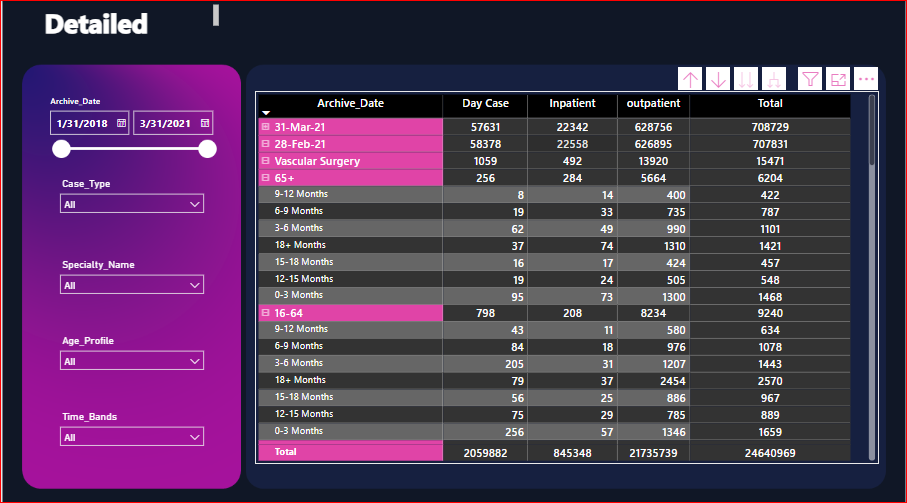 Detailed
Archive_Date
1/31/2018 3/31/2021
Case_Type
All
Specialty_Name
All
Age_Profile
All
Time_Bands
All
Archive_Date Day Case Inpatient outpatient Total
31-Mar-21 57631 22342 628756 708729
28-Feb-21 58378 22558 626895 707831
Vascular Surgery 1059 492 13920 15471
65+ 256 284 5664 6204
9-12 Months 8 14 400 422
6-9 Months 19 33 735 787
3-6 Months 62 49 990 1101
18+ Months 37 74 1310 1421
15-18 Months 16 17 424 457
12-15 Months 19 24 505 548
0-3 Months 95 73 1300 1468
16-64 798 208 8234 9240
9-12 Months 43 11 580 634
6-9 Months 84 18 976 1078
3-6 Months 205 31 1207 1443
18+ Months 79 37 2454 2570
15-18 Months 56 25 886 967
12-15 Months 75 29 785 889
0-3 Months 256 57 1346 1659
Total 2059882 845348 21735739 24640969